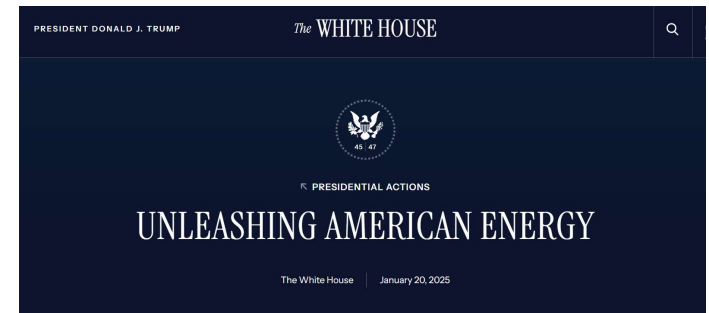 PRESIDENT DONALD J. TRUMP
The WHITE HOUSE
45 47
PRESIDENTIAL ACTIONS
UNLEASHING AMERICAN ENERGY
The White House January 20, 2025